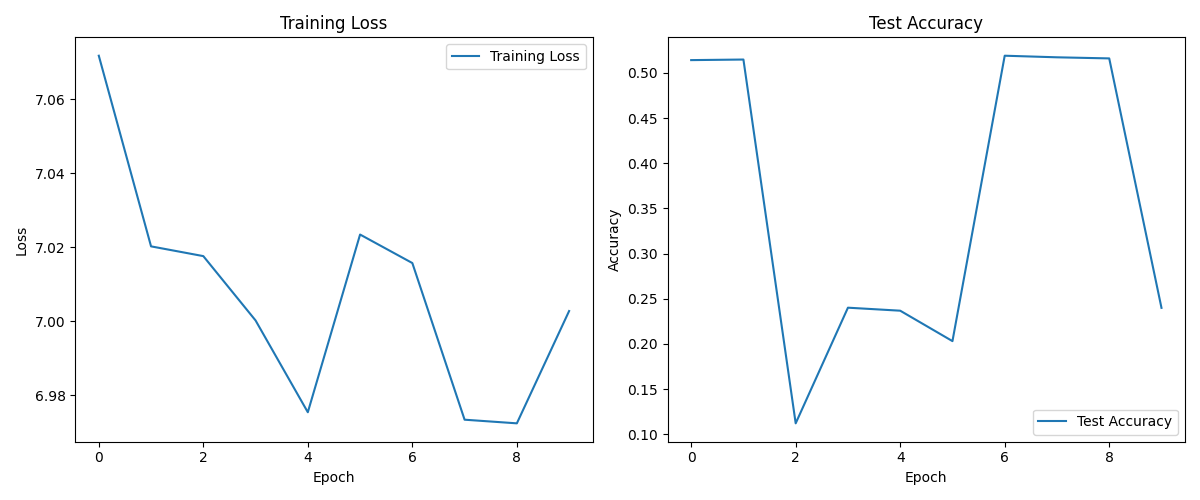 Training Loss
Training Loss
7.06
7.04
7.02
7.00
6.98
Loss
0 2 4 6 8
Epoch
Test Accuracy
0.50
0.45
0.40
0.35
0.30
0.25
0.20
0.15
0.10
Accuracy
Test Accuracy
0 2 4 6 8
Epoch